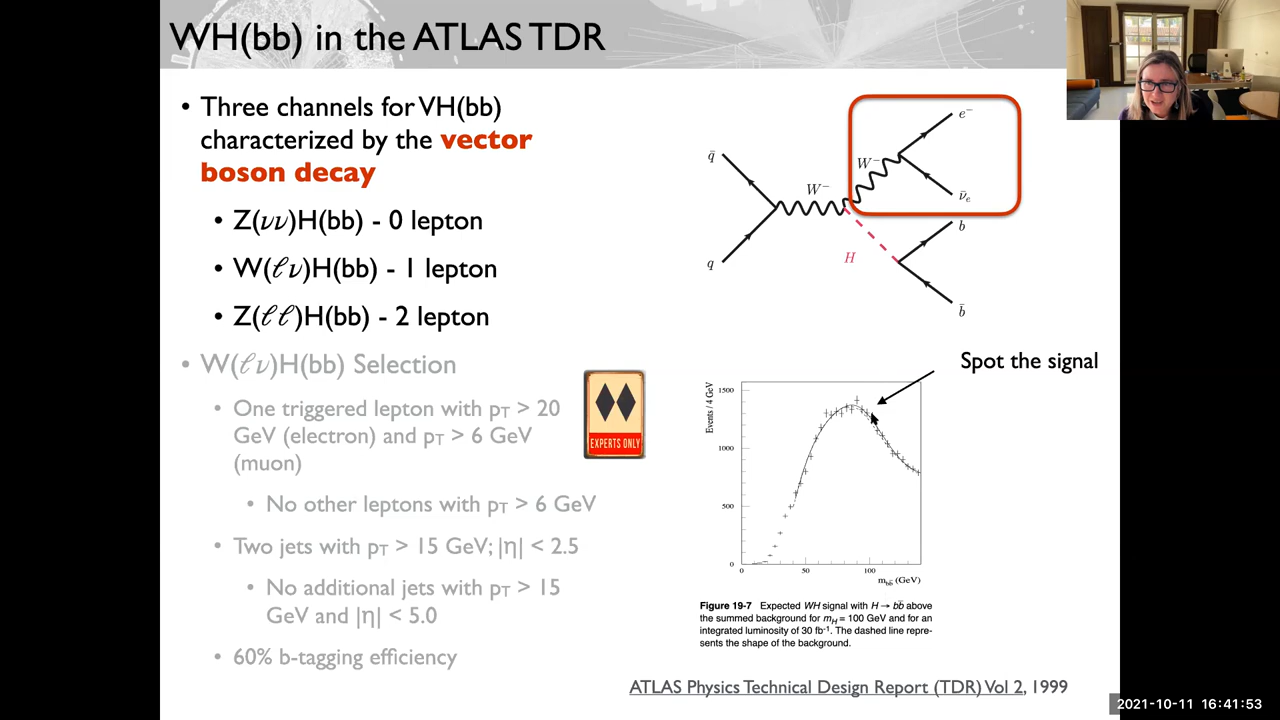 WH(bb) in the ATLAS TDR
• Three channels for VH(bb)
characterized by the vector
boson decay
• Z(νν)H(bb) - 0 lepton
• W(ℓν)H(bb) - 1 lepton
• Z(ℓℓ)H(bb) - 2 lepton
• W(ℓν)H(bb) Selection
• One triggered lepton with pT > 20
GeV (electron) and pT > 6 GeV
(muon)
• No other leptons with pT > 6 GeV
• Two jets with pT > 15 GeV; |η| < 2.5
• No additional jets with pT > 15
GeV and |η| < 5.0
• 60% b-tagging efficiency
EXPERTS ONLY
q̄
q
W⁻
W⁻
e⁻
ν̄e
H
b
b̄
Spot the signal
Events / 4 GeV
1500
1000
500
0
0
50
100
mbb̄ (GeV)
Figure 19-7 Expected WH signal with H → bb̄ above
the summed background for mH = 100 GeV and for an
integrated luminosity of 30 fb⁻¹. The dashed line repre-
sents the shape of the background.
ATLAS Physics Technical Design Report (TDR) Vol 2, 1999
2021-10-11 16:41:53